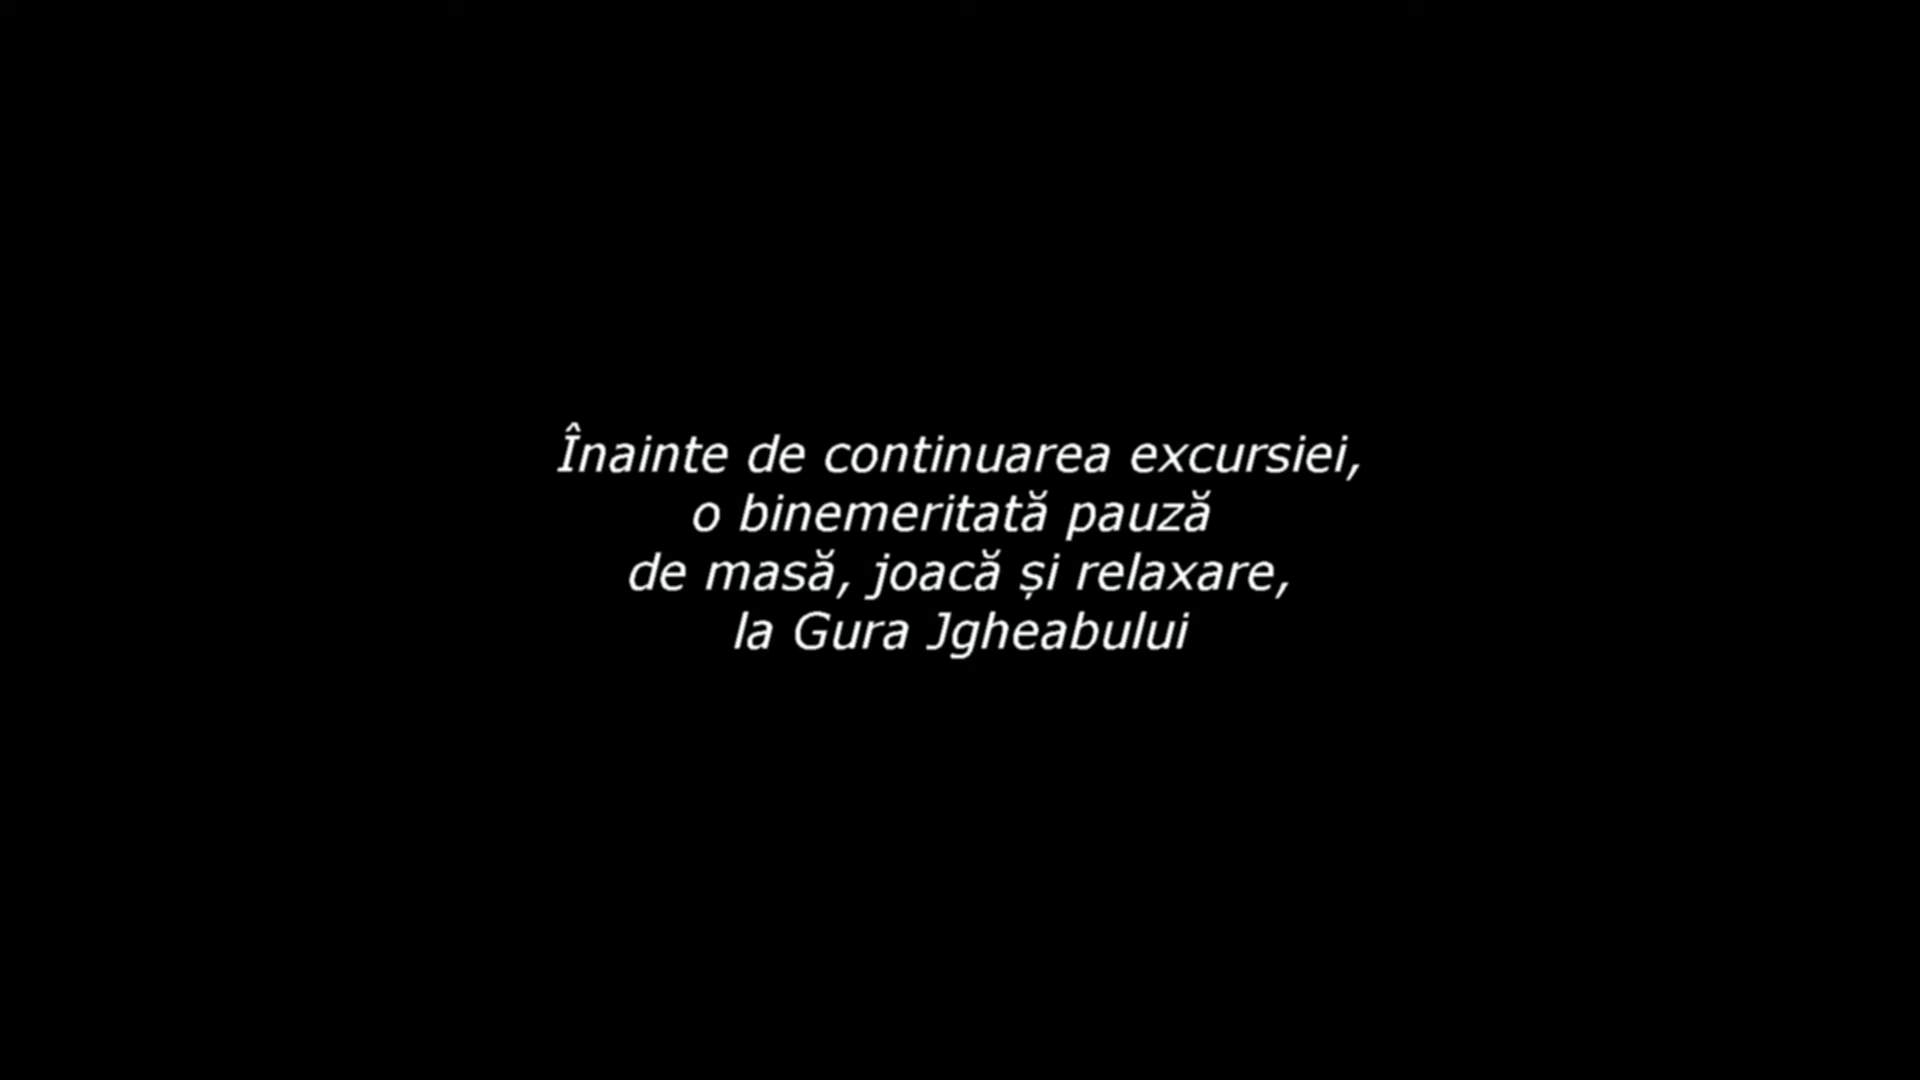 Înainte de continuarea excursiei,
o binemeritată pauză
de masă, joacă și relaxare,
la Gura Jgheabului